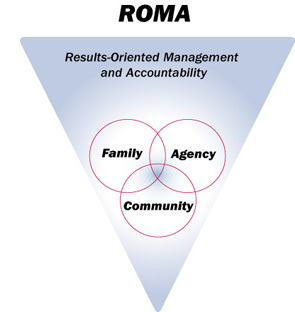 ROMA
Results-Oriented Management
and Accountability
Family
Agency
Community